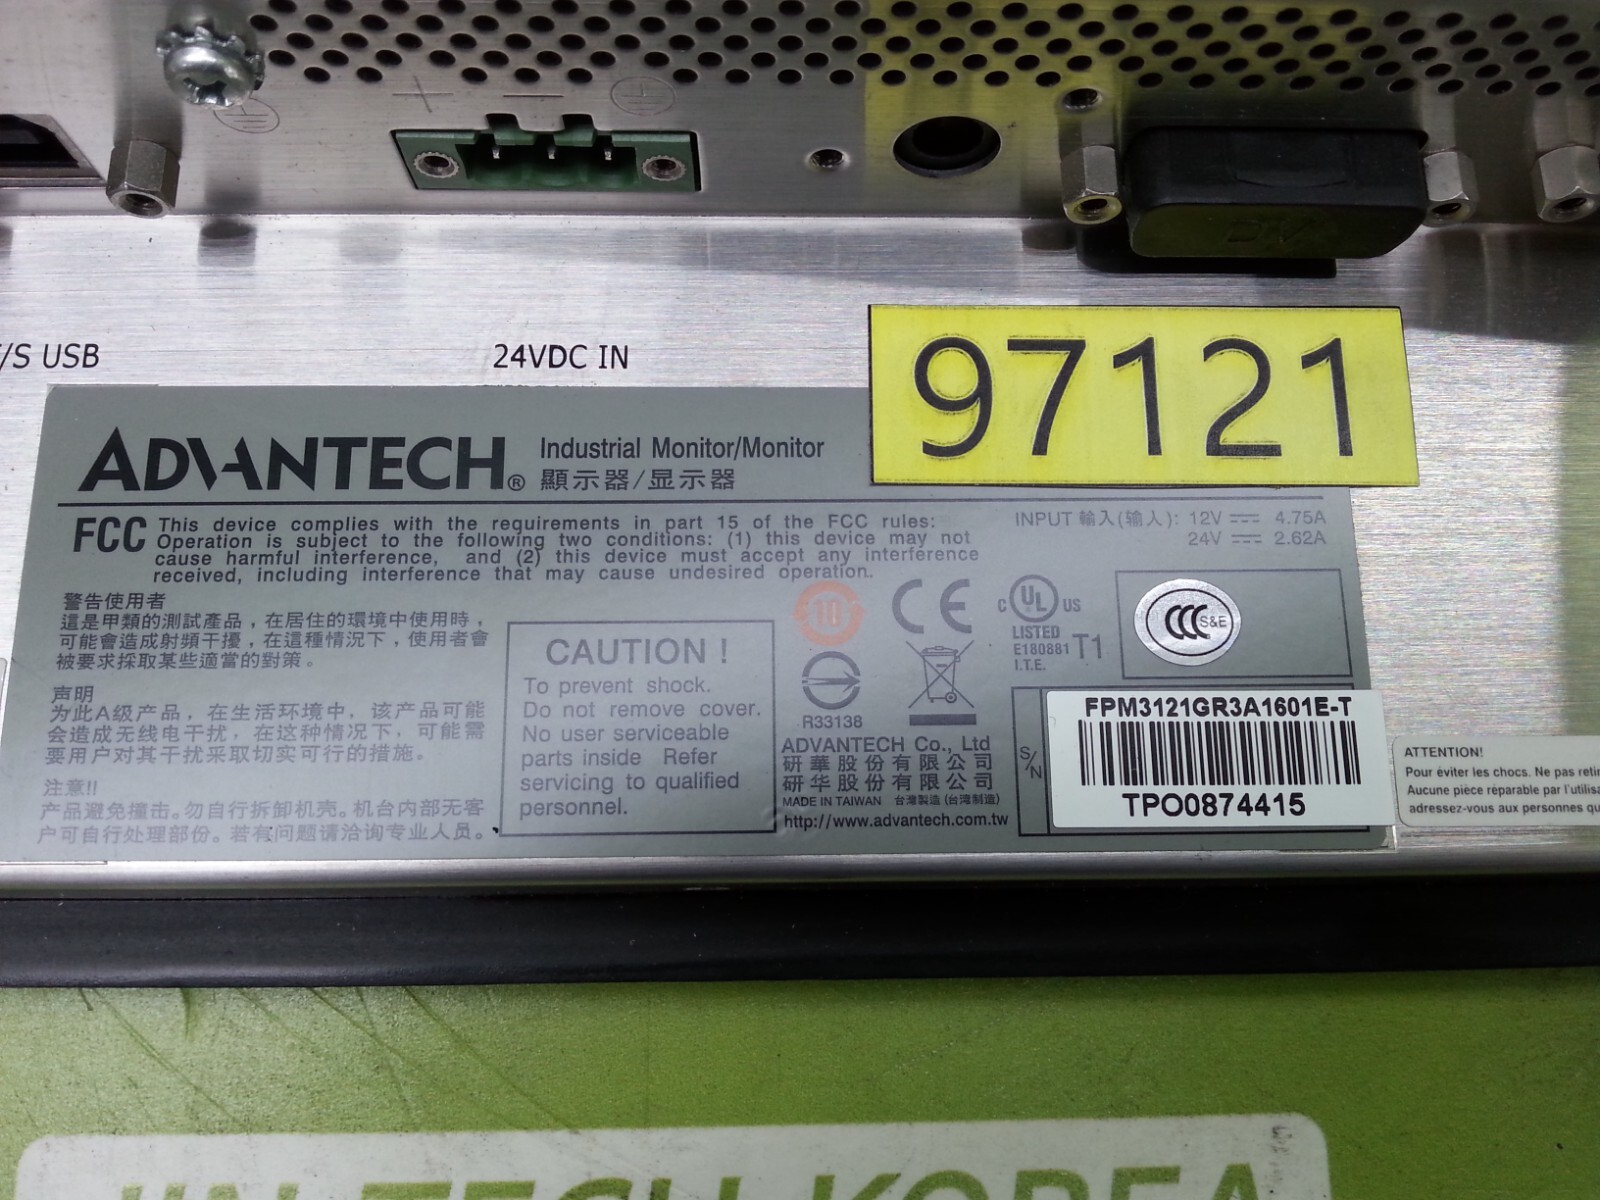 DVI
/S USB
24VDC IN
97121
ADVANTECH® Industrial Monitor/Monitor
顯示器/显示器
FCC This device complies with the requirements in part 15 of the FCC rules:
Operation is subject to the following two conditions: (1) this device may not
cause harmful interference, and (2) this device must accept any interference
received, including interference that may cause undesired operation.
INPUT 輸入(输入): 12V 4.75A
24V 2.62A
警告使用者
這是甲類的測試產品，在居住的環境中使用時，
可能會造成射頻干擾，在這種情況下，使用者會
被要求採取某些適當的對策。
声明
为此A级产品，在生活环境中，该产品可能
会造成无线电干扰，在这种情况下，可能需
要用户对其干扰采取切实可行的措施。
注意!!
产品避免撞击。勿自行拆卸机壳。机台内部无客
户可自行处理部份。若有问题请洽询专业人员。
CAUTION !
To prevent shock.
Do not remove cover.
No user serviceable
parts inside Refer
servicing to qualified
personnel.
10
CE
C UL US
LISTED
E180881
I.T.E.
T1
CCC S&E
R33138
ADVANTECH Co., Ltd
研華股份有限公司
研华股份有限公司
MADE IN TAIWAN 台灣製造 (台湾制造)
http://www.advantech.com.tw
S/N
FPM3121GR3A1601E-T
TPO0874415
ATTENTION!
Pour éviter les chocs. Ne pas retir
Aucune pièce réparable par l'utilisa
adressez-vous aux personnes qu
JIN-TECH KOREA